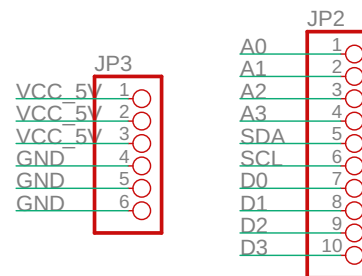 JP3
VCC_5V 1
VCC_5V 2
VCC_5V 3
GND 4
GND 5
GND 6
JP2
A0 1
A1 2
A2 3
A3 4
SDA 5
SCL 6
D0 7
D1 8
D2 9
D3 10